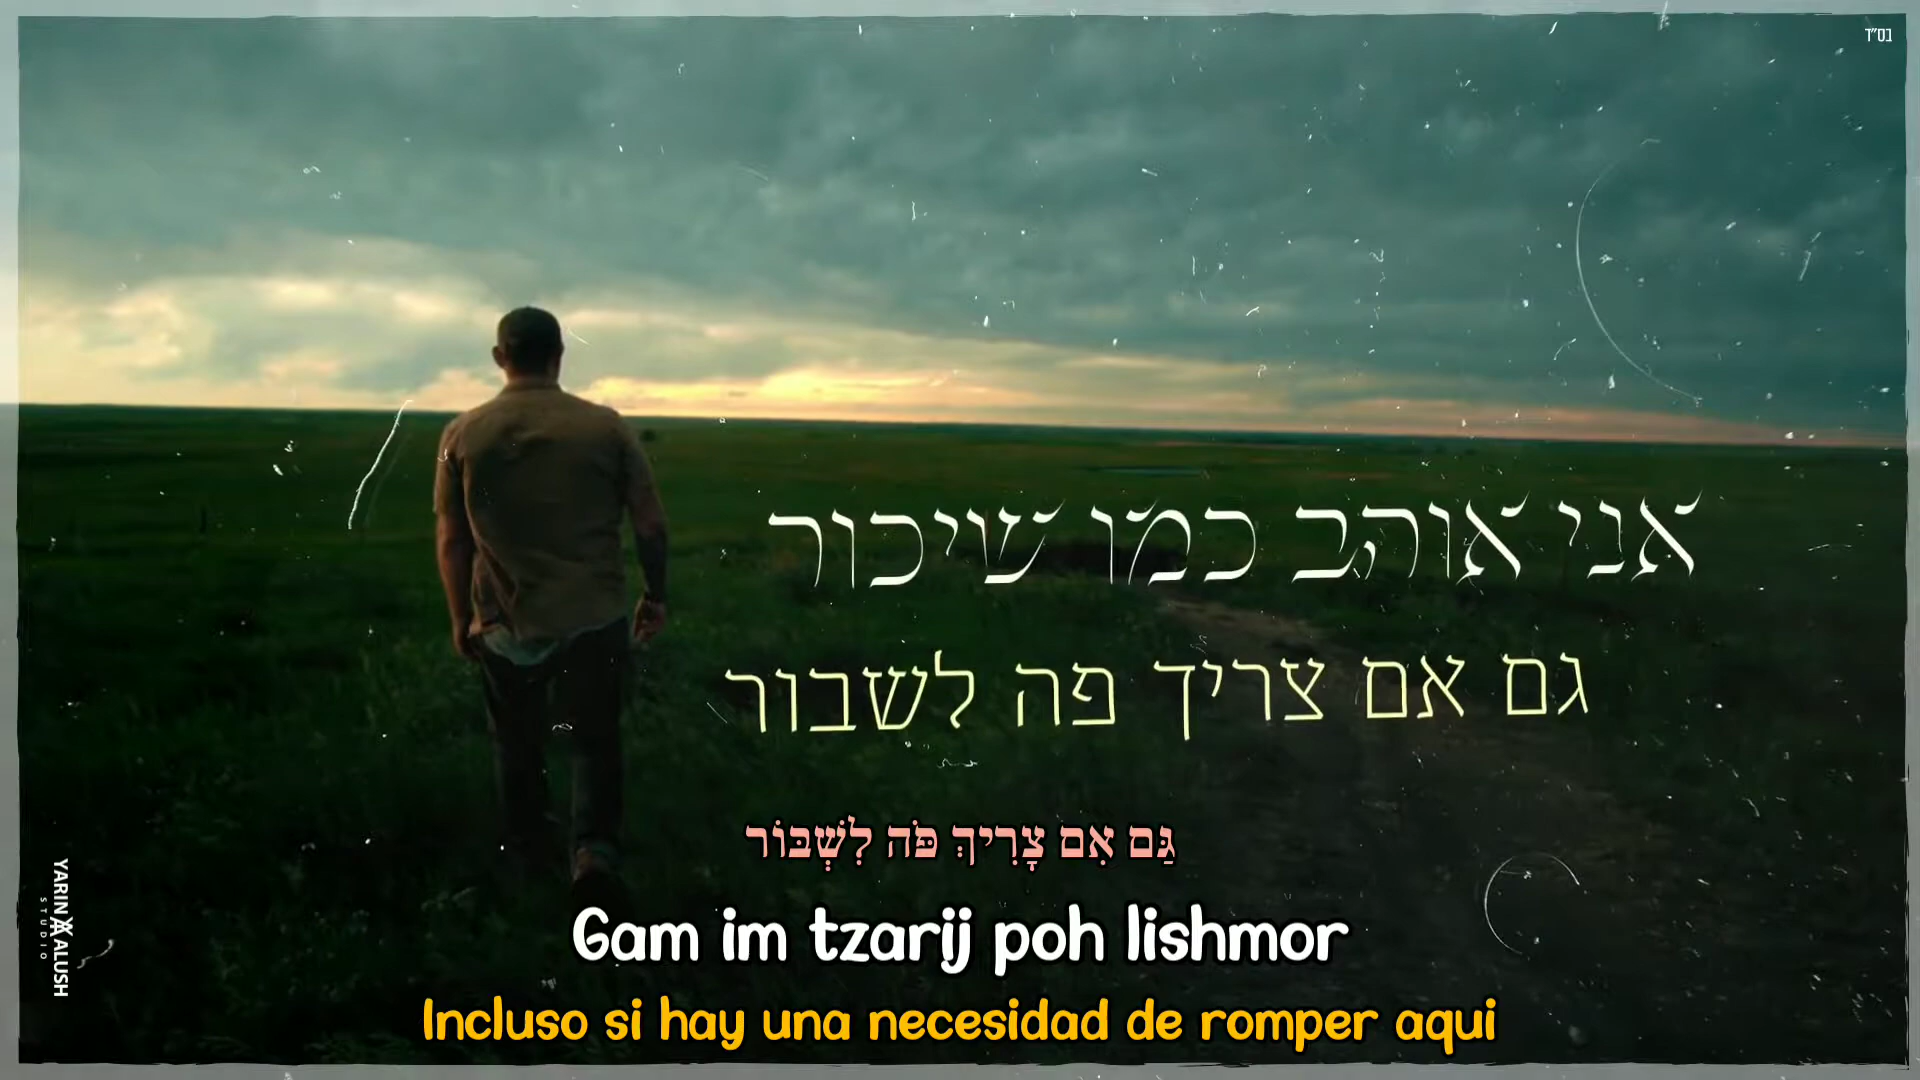 בס"ד
אני אוהב כמו שיכור
גם אם צריך פה לשבור
גַּם אִם צָרִיךְ פֹּה לִשְׁבּוֹר
Gam im tzarij poh lishmor
Incluso si hay una necesidad de romper aqui
YARIN YA ALUSH
STUDIO